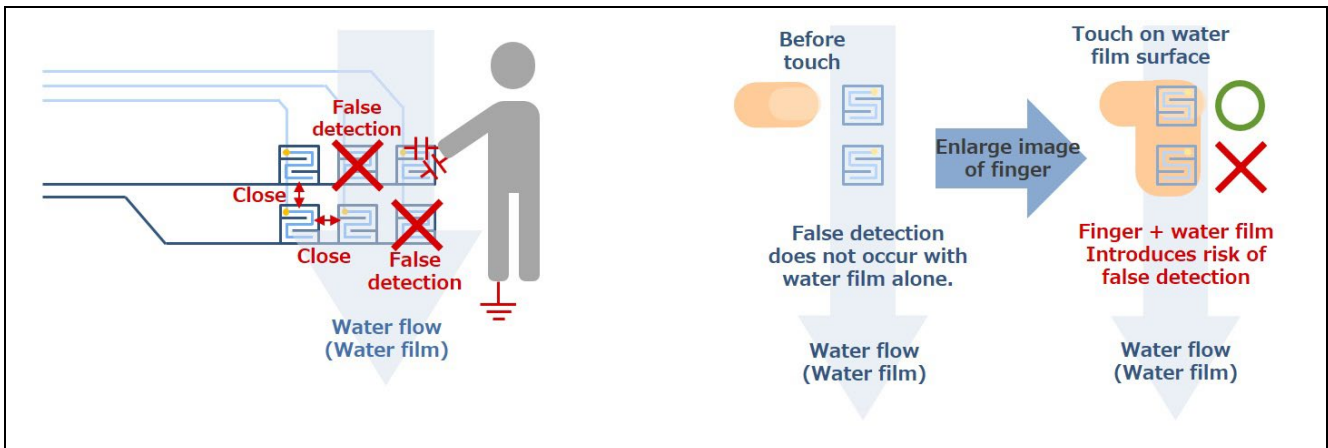 False
detection
Close
Close
False
detection
Water flow
(Water film)
Before
touch
False detection
does not occur with
water film alone.
Water flow
(Water film)
Enlarge image
of finger
Touch on water
film surface
Finger + water film
Introduces risk of
false detection
Water flow
(Water film)